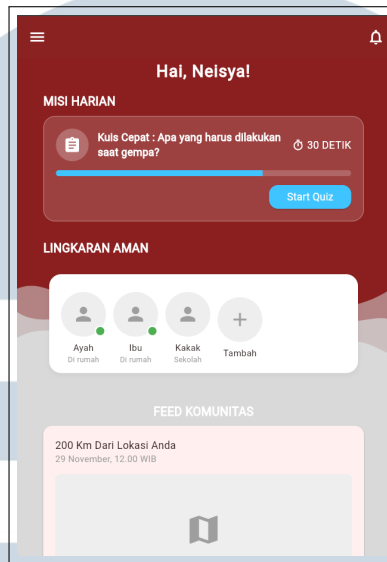 Hai, Neisya!
MISI HARIAN
Kuis Cepat : Apa yang harus dilakukan
saat gempa?
30 DETIK
Start Quiz
LINGKARAN AMAN
Ayah
Di rumah
Ibu
Di rumah
Kakak
Sekolah
Tambah
FEED KOMUNITAS
200 Km Dari Lokasi Anda
29 November, 12.00 WIB